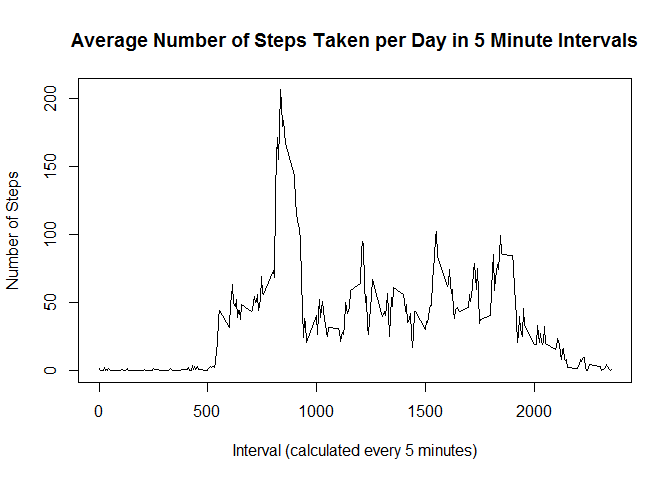 Average Number of Steps Taken per Day in 5 Minute Intervals
Number of Steps
200
150
100
50
0
0 500 1000 1500 2000
Interval (calculated every 5 minutes)